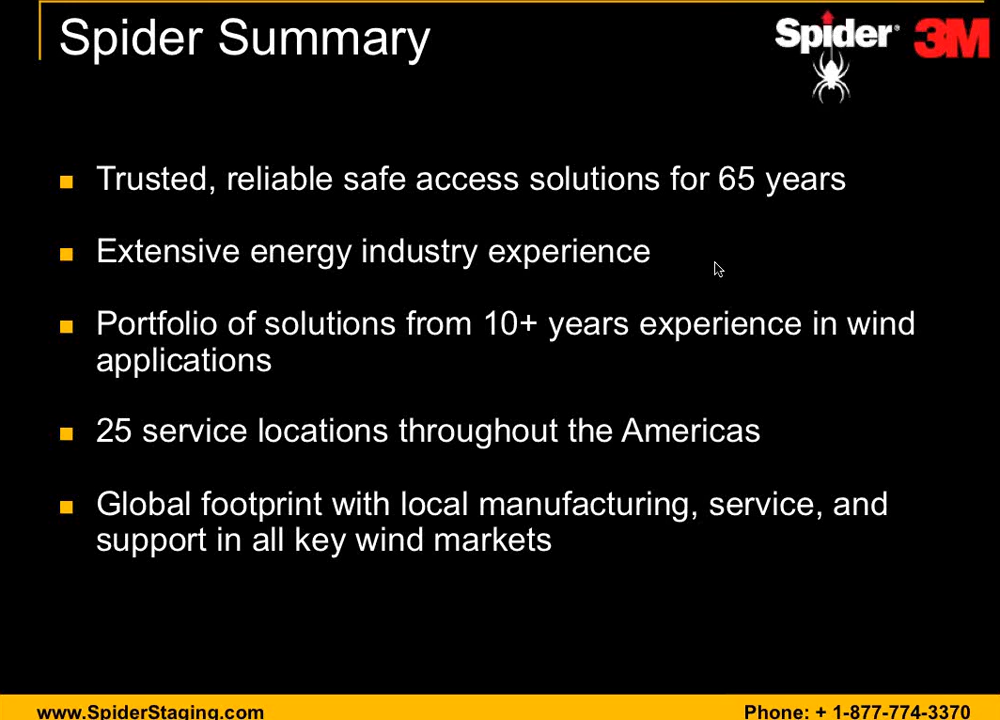 Spider Summary
Spider® 3M
Trusted, reliable safe access solutions for 65 years
Extensive energy industry experience
Portfolio of solutions from 10+ years experience in wind
applications
25 service locations throughout the Americas
Global footprint with local manufacturing, service, and
support in all key wind markets
www.SpiderStaging.com
Phone: + 1-877-774-3370